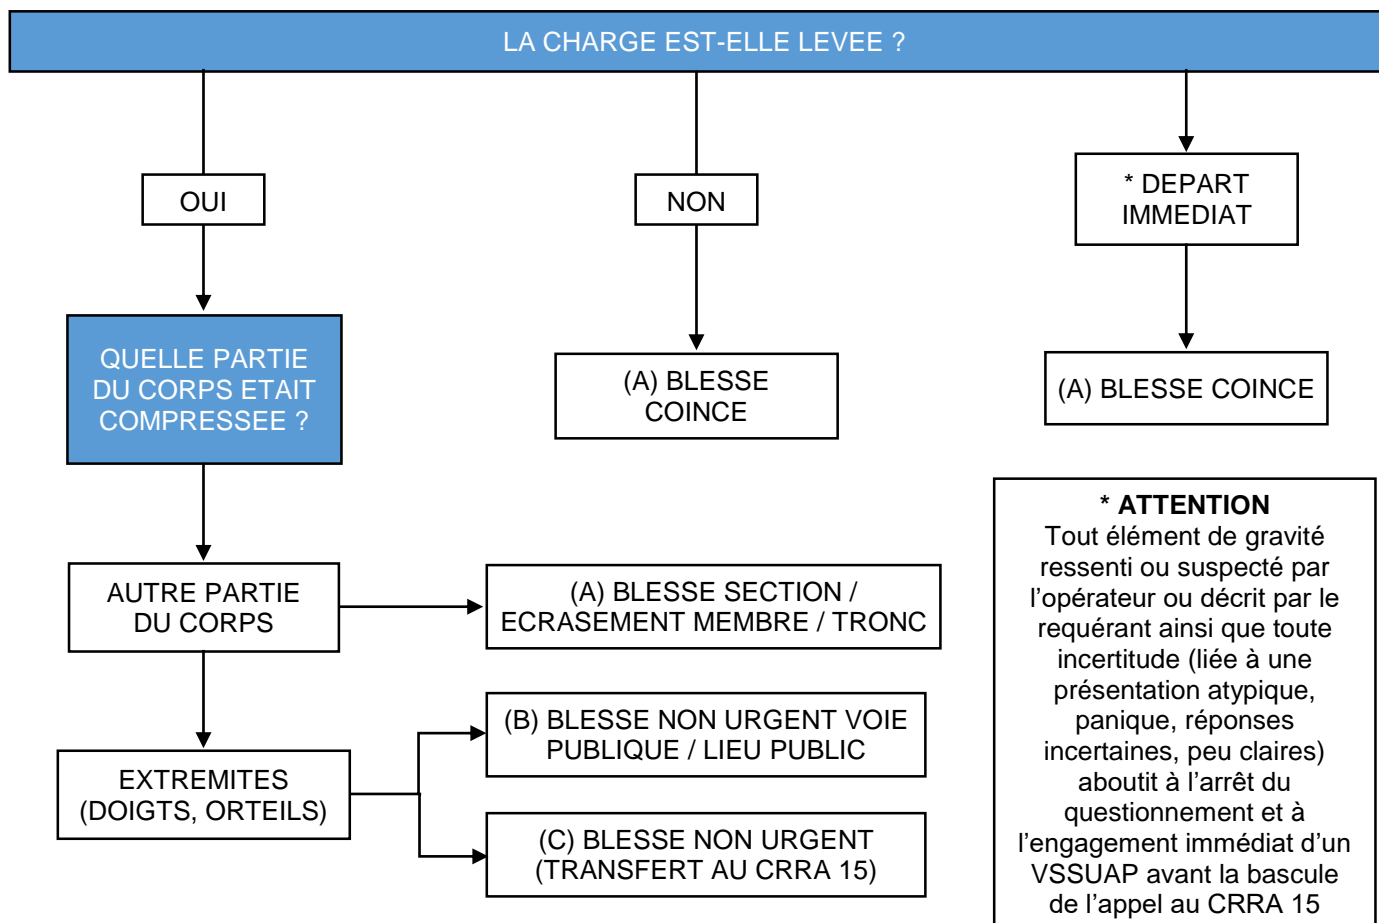 LA CHARGE EST-ELLE LEVEE ?
OUI
NON
* DEPART
IMMEDIAT
QUELLE PARTIE
DU CORPS ETAIT
COMPRESSEE ?
(A) BLESSE
COINCE
(A) BLESSE COINCE
AUTRE PARTIE
DU CORPS
(A) BLESSE SECTION /
ECRASEMENT MEMBRE / TRONC
EXTREMITES
(DOIGTS, ORTEILS)
(B) BLESSE NON URGENT VOIE
PUBLIQUE / LIEU PUBLIC
(C) BLESSE NON URGENT
(TRANSFERT AU CRRA 15)
* ATTENTION
Tout élément de gravité
ressenti ou suspecté par
l’opérateur ou décrit par le
requérant ainsi que toute
incertitude (liée à une
présentation atypique,
panique, réponses
incertaines, peu claires)
aboutit à l’arrêt du
questionnement et à
l’engagement immédiat d’un
VSSUAP avant la bascule
de l’appel au CRRA 15